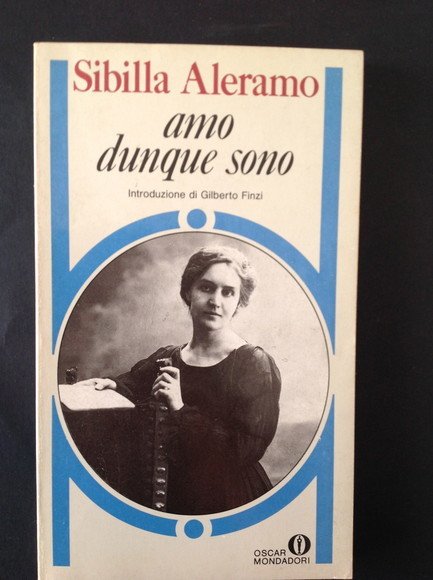 Sibilla Aleramo
amo
dunque sono
Introduzione di Gilberto Finzi
OSCAR
MONDADORI